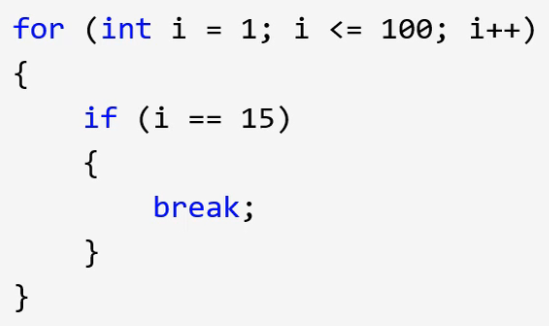 for (int i = 1; i <= 100; i++)
{
    if (i == 15)
    {
        break;
    }
}